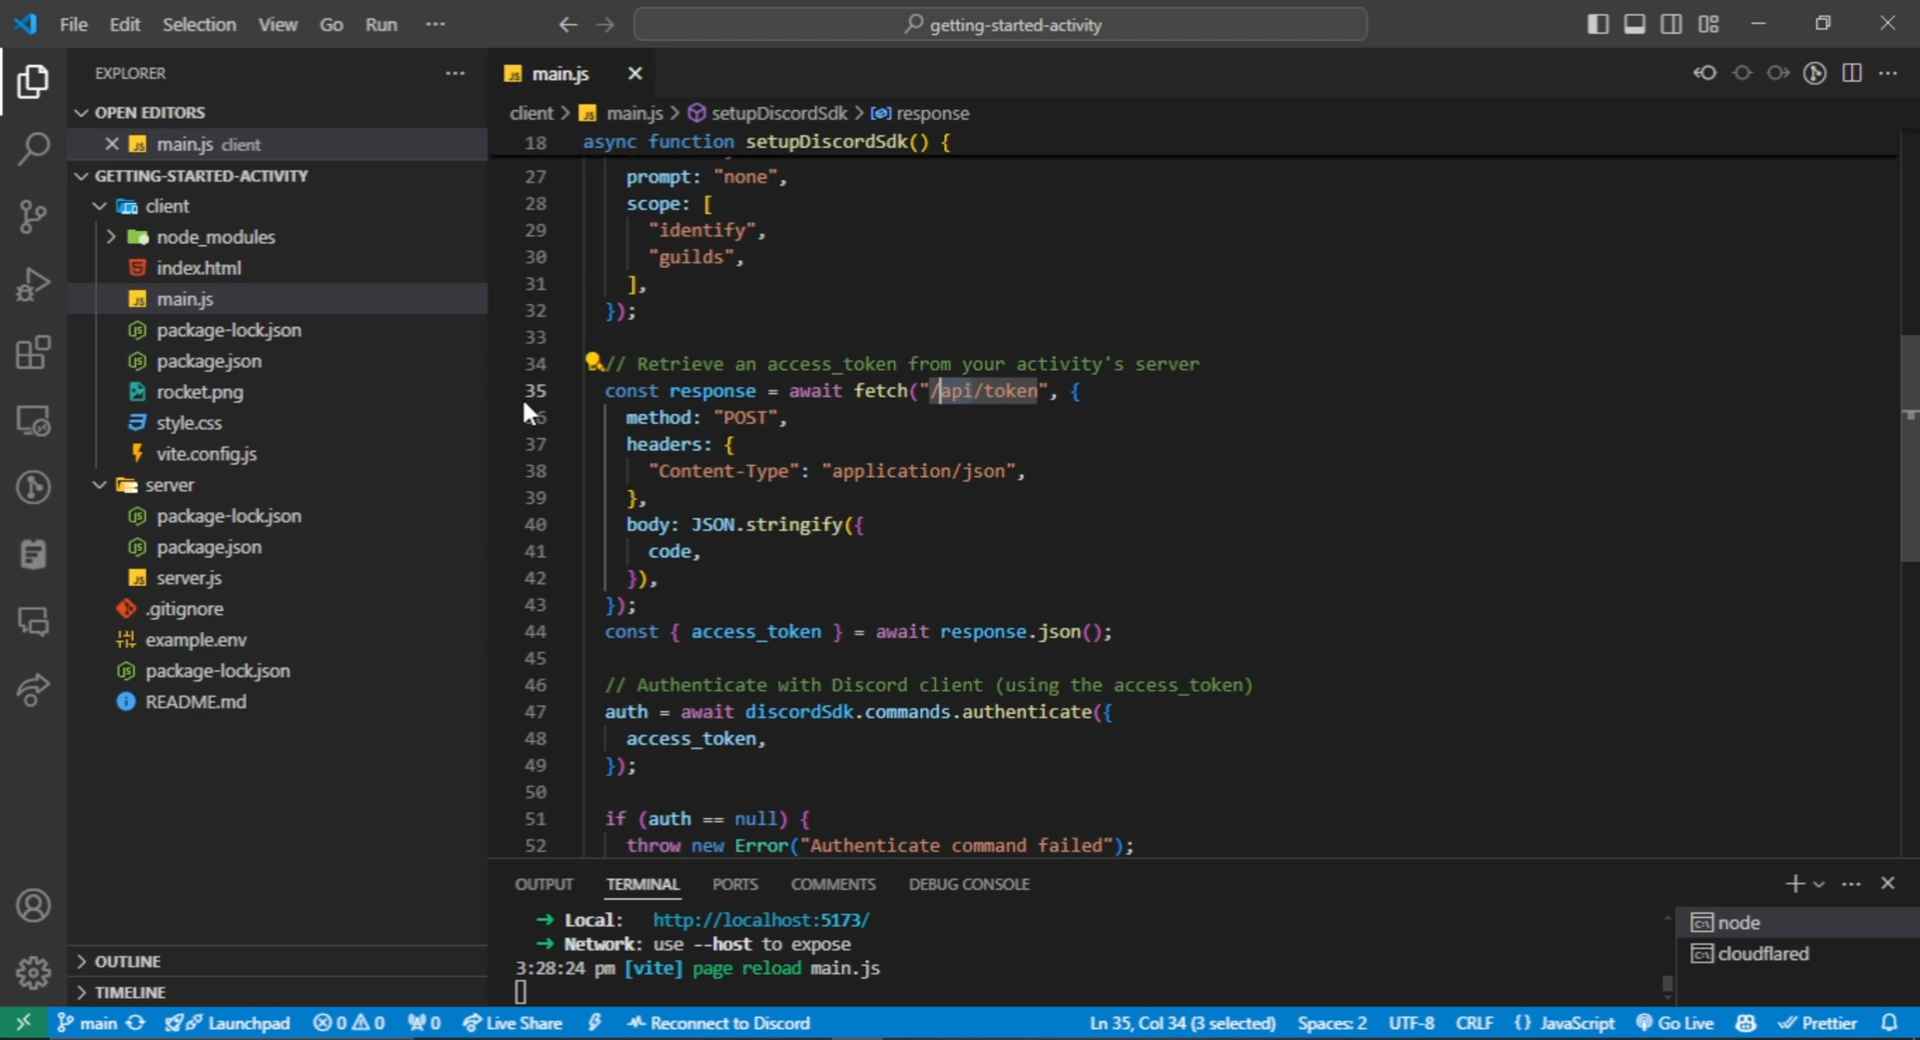 File Edit Selection View Go Run ···
getting-started-activity
EXPLORER ···
OPEN EDITORS
main.js client
GETTING-STARTED-ACTIVITY
client
node_modules
index.html
main.js
package-lock.json
package.json
rocket.png
style.css
vite.config.js
server
package-lock.json
package.json
server.js
.gitignore
example.env
package-lock.json
README.md
OUTLINE
TIMELINE
main.js
client > main.js > setupDiscordSdk > response
18 async function setupDiscordSdk() {
27 prompt: "none",
28 scope: [
29 "identify",
30 "guilds",
31 ],
32 });
33
34 // Retrieve an access_token from your activity's server
35 const response = await fetch("/api/token", {
36 method: "POST",
37 headers: {
38 "Content-Type": "application/json",
39 },
40 body: JSON.stringify({
41 code,
42 }),
43 });
44 const { access_token } = await response.json();
45
46 // Authenticate with Discord client (using the access_token)
47 auth = await discordSdk.commands.authenticate({
48 access_token,
49 });
50
51 if (auth == null) {
52 throw new Error("Authenticate command failed");
OUTPUT TERMINAL PORTS COMMENTS DEBUG CONSOLE
➜ Local: http://localhost:5173/
➜ Network: use --host to expose
3:28:24 pm [vite] page reload main.js
node
cloudflared
main Launchpad 0 0 0 Live Share Reconnect to Discord Ln 35, Col 34 (3 selected) Spaces: 2 UTF-8 CRLF {} JavaScript Go Live Prettier